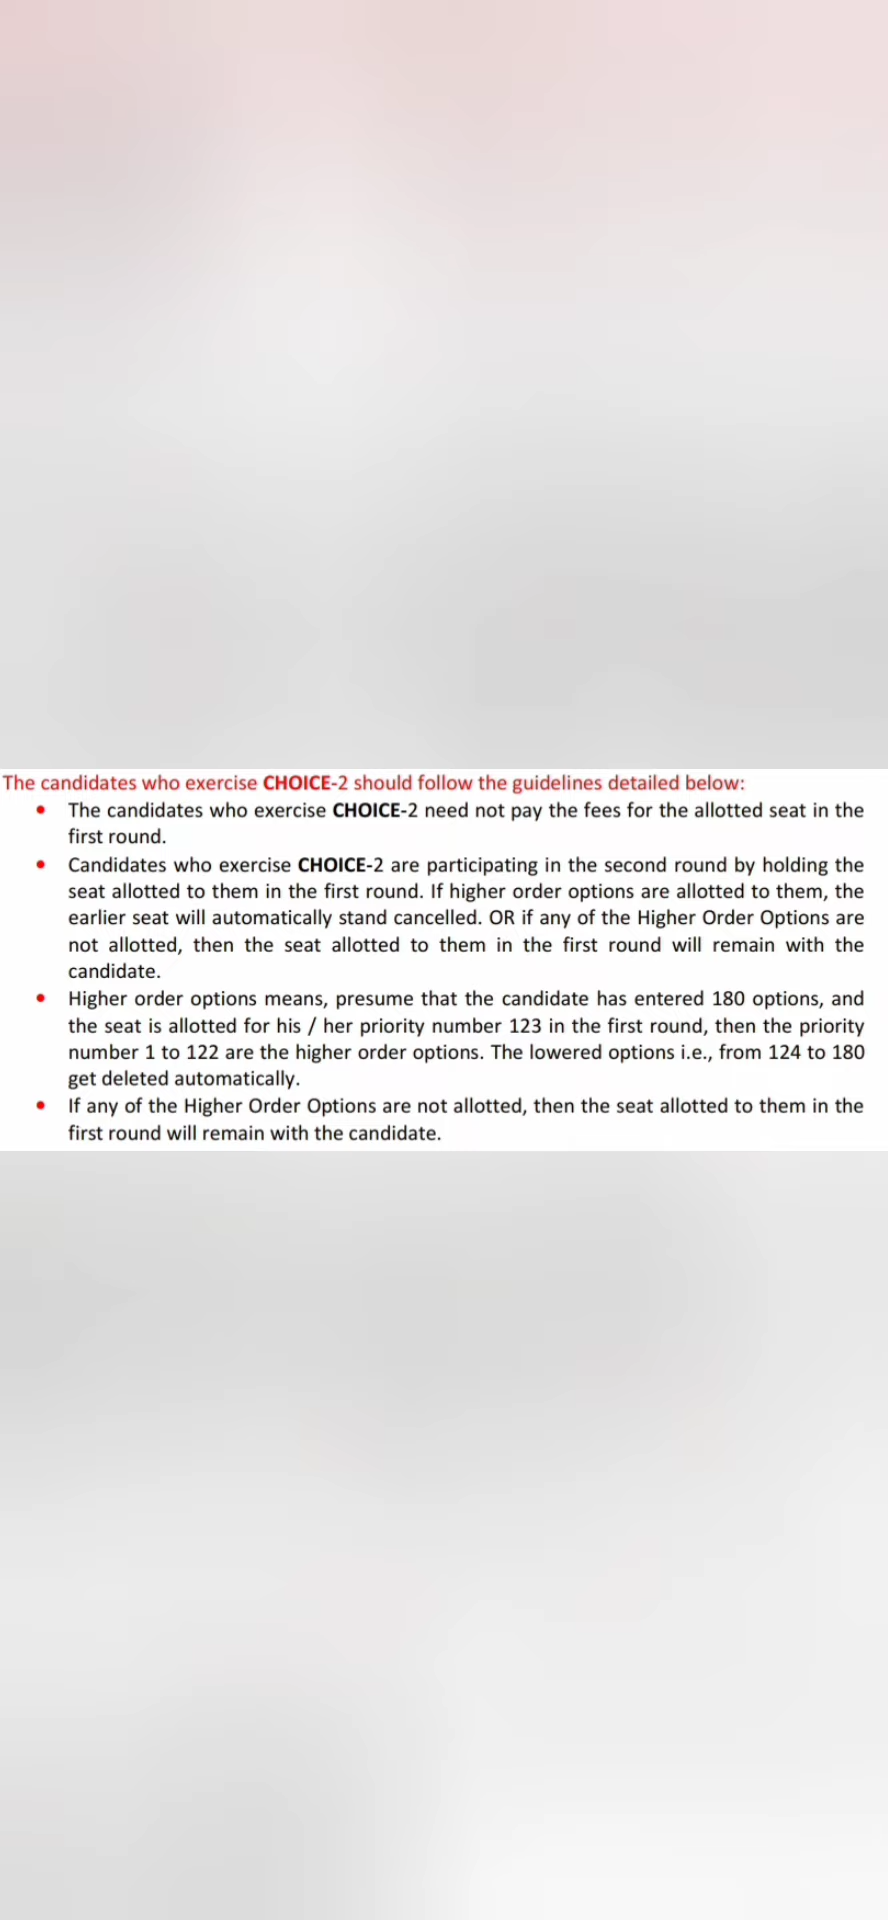 The candidates who exercise CHOICE-2 should follow the guidelines detailed below:
• The candidates who exercise CHOICE-2 need not pay the fees for the allotted seat in the
first round.
• Candidates who exercise CHOICE-2 are participating in the second round by holding the
seat allotted to them in the first round. If higher order options are allotted to them, the
earlier seat will automatically stand cancelled. OR if any of the Higher Order Options are
not allotted, then the seat allotted to them in the first round will remain with the
candidate.
• Higher order options means, presume that the candidate has entered 180 options, and
the seat is allotted for his / her priority number 123 in the first round, then the priority
number 1 to 122 are the higher order options. The lowered options i.e., from 124 to 180
get deleted automatically.
• If any of the Higher Order Options are not allotted, then the seat allotted to them in the
first round will remain with the candidate.